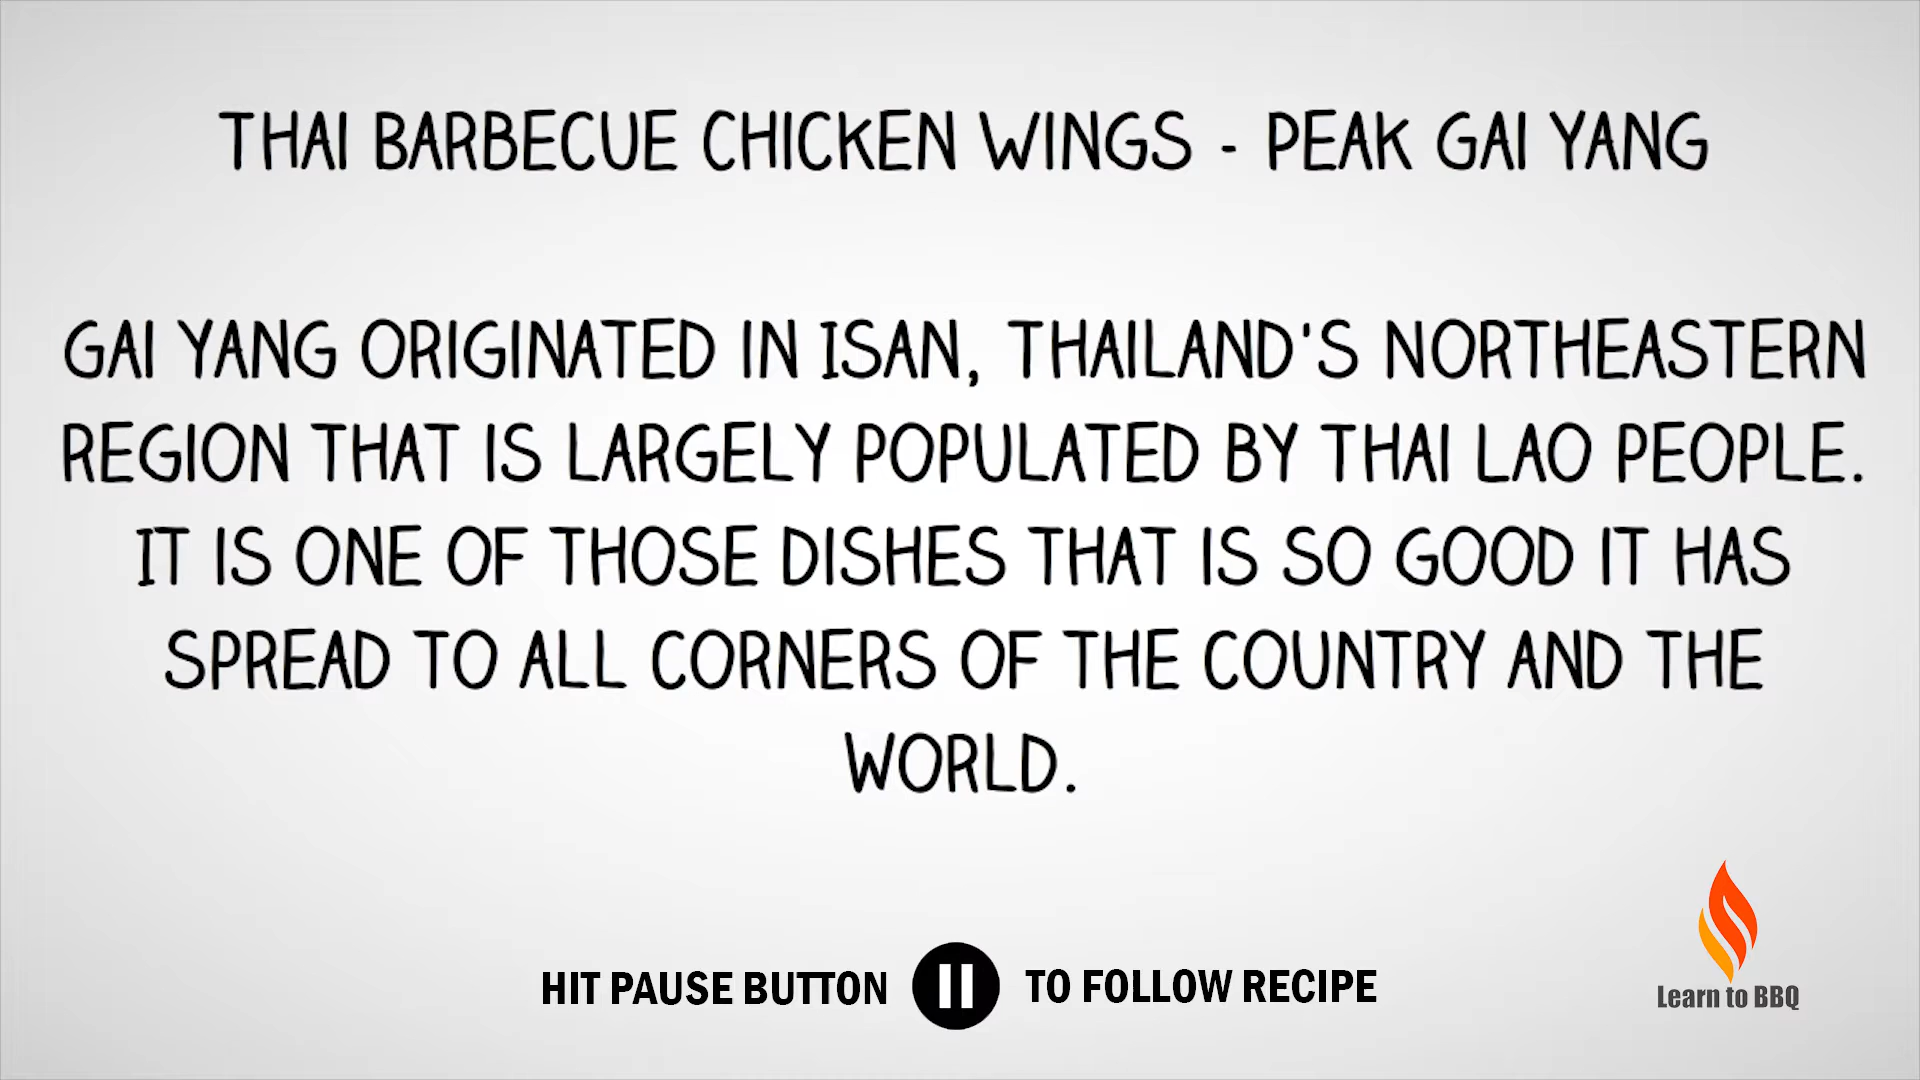 THAI BARBECUE CHICKEN WINGS - PEAK GAI YANG
GAI YANG ORIGINATED IN ISAN, THAILAND'S NORTHEASTERN
REGION THAT IS LARGELY POPULATED BY THAI LAO PEOPLE.
IT IS ONE OF THOSE DISHES THAT IS SO GOOD IT HAS
SPREAD TO ALL CORNERS OF THE COUNTRY AND THE
WORLD.
HIT PAUSE BUTTON TO FOLLOW RECIPE
Learn to BBQ